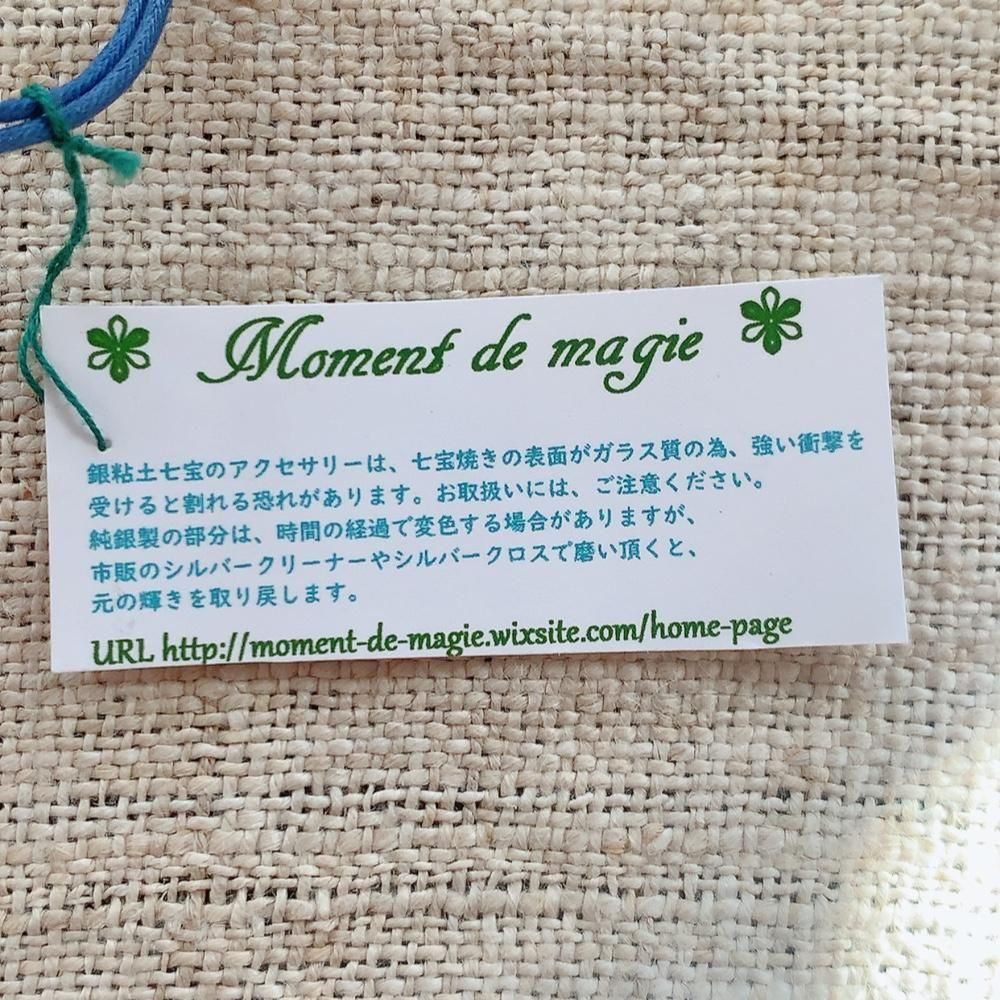 Moment de magie
銀粘土七宝のアクセサリーは、七宝焼きの表面がガラス質の為、強い衝撃を
受けると割れる恐れがあります。お取扱いには、ご注意ください。
純銀製の部分は、時間の経過で変色する場合がありますが、
市販のシルバークリーナーやシルバークロスで磨い頂くと、
元の輝きを取り戻します。
URL http://moment-de-magie.wixsite.com/home-page